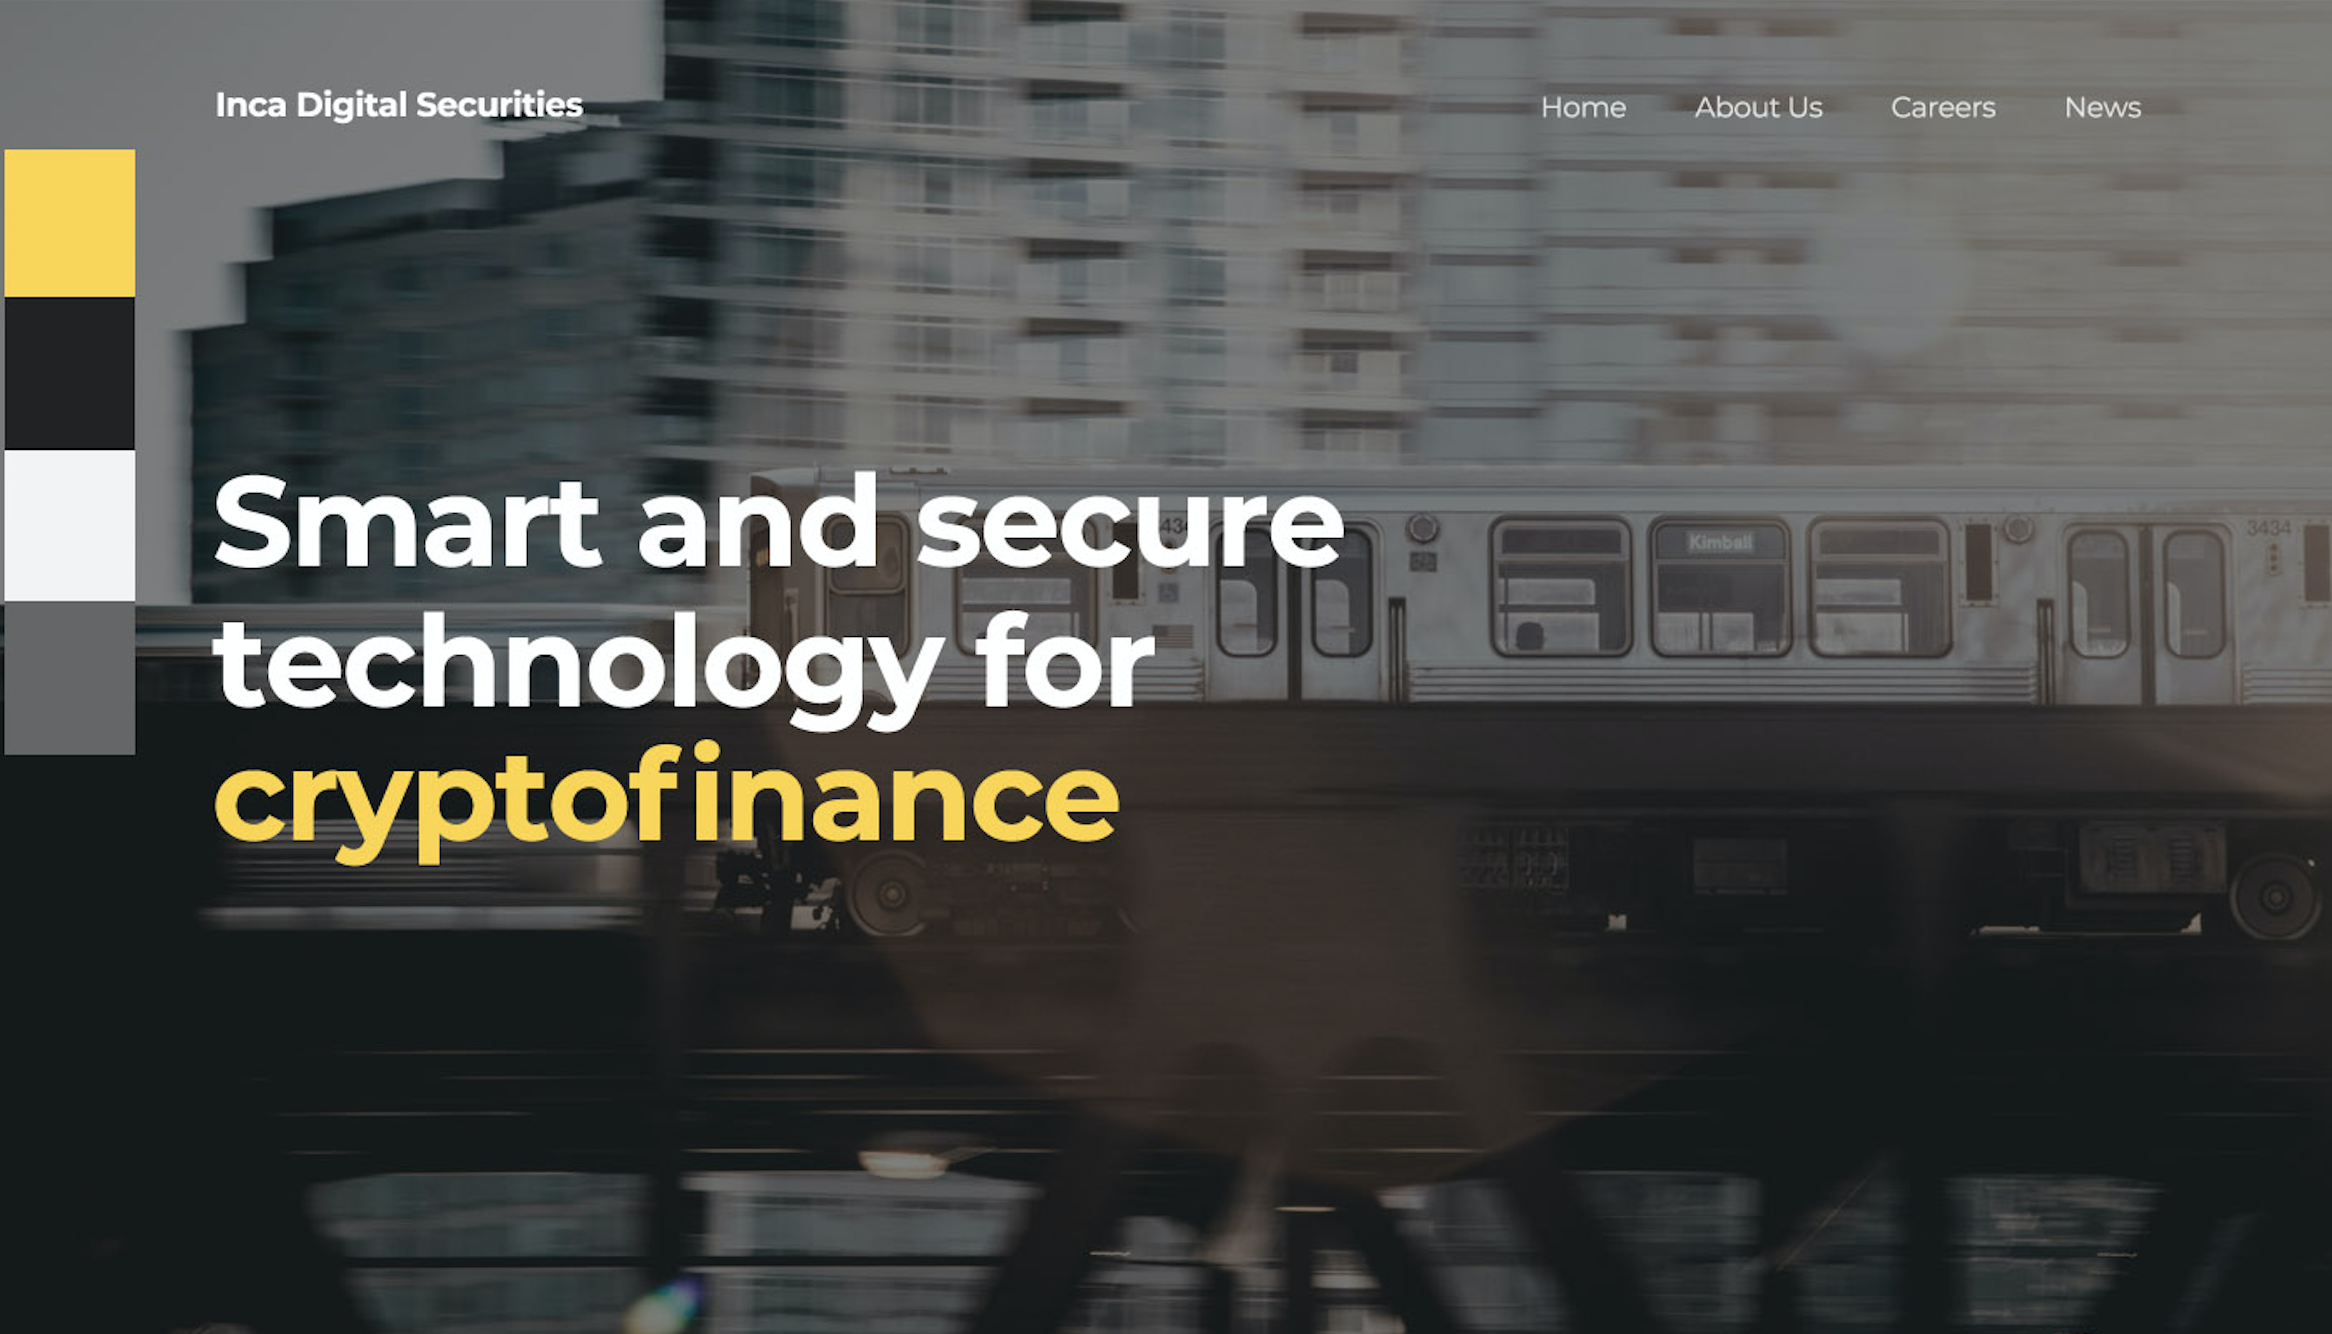 Inca Digital Securities
Home About Us Careers News
Smart and secure
technology for
cryptofinance
Kimball
3434